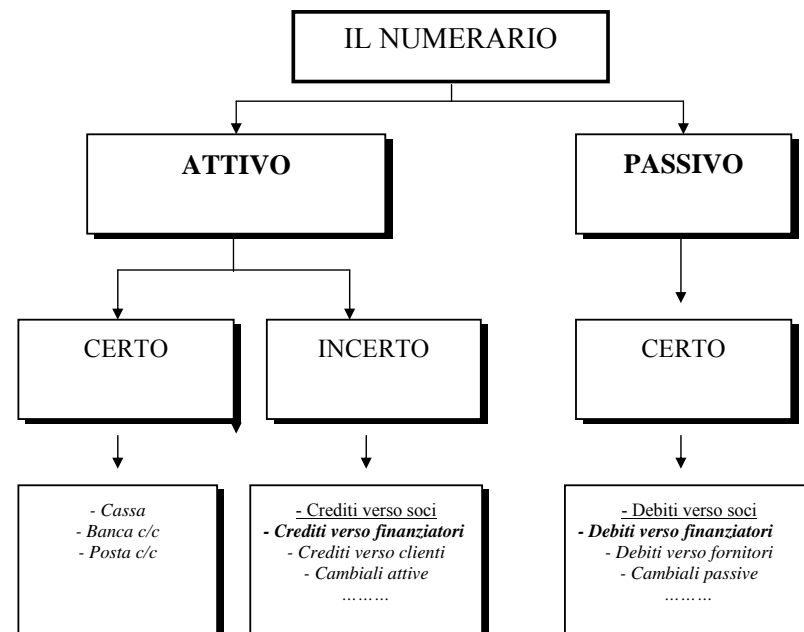 IL NUMERARIO
ATTIVO
PASSIVO
CERTO
INCERTO
CERTO
- Cassa
- Banca c/c
- Posta c/c
- Crediti verso soci
- Crediti verso finanziatori
- Crediti verso clienti
- Cambiali attive
………
- Debiti verso soci
- Debiti verso finanziatori
- Debiti verso fornitori
- Cambiali passive
………